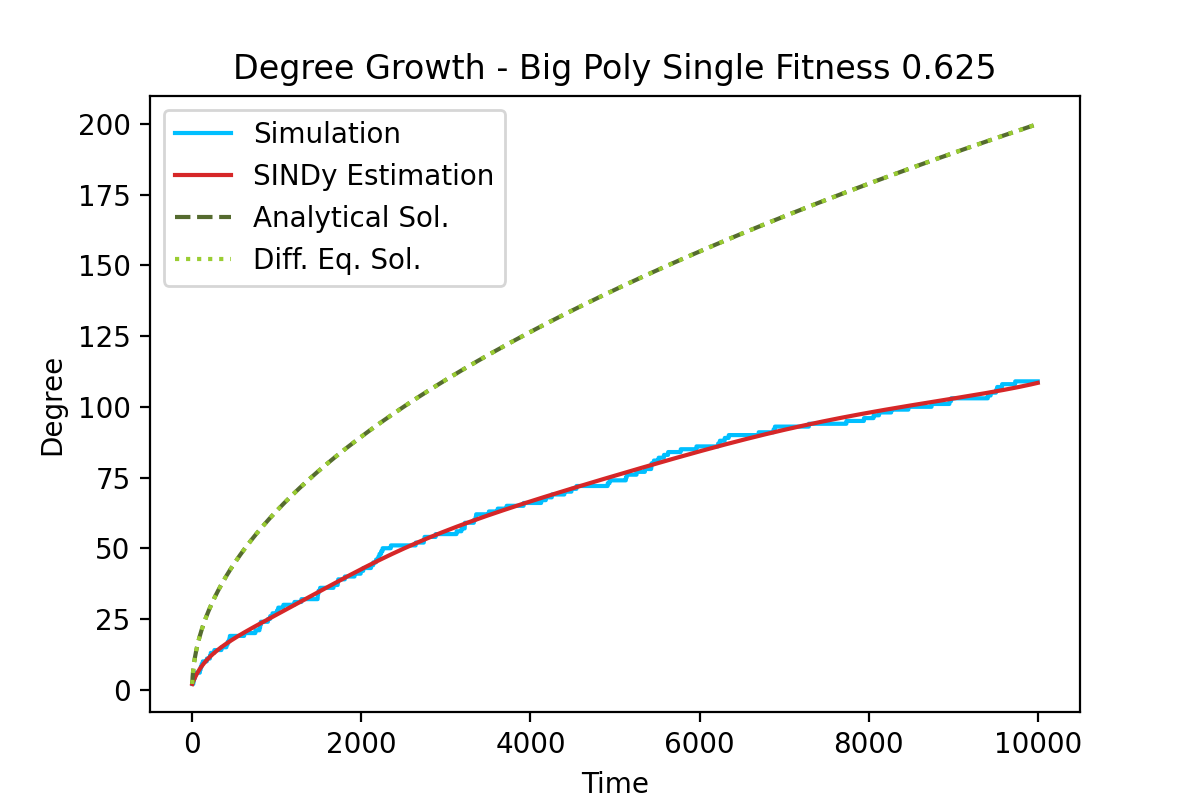 Degree Growth - Big Poly Single Fitness 0.625
Simulation
SINDy Estimation
Analytical Sol.
Diff. Eq. Sol.
200
175
150
125
100
75
50
25
0
Degree
0 2000 4000 6000 8000 10000
Time